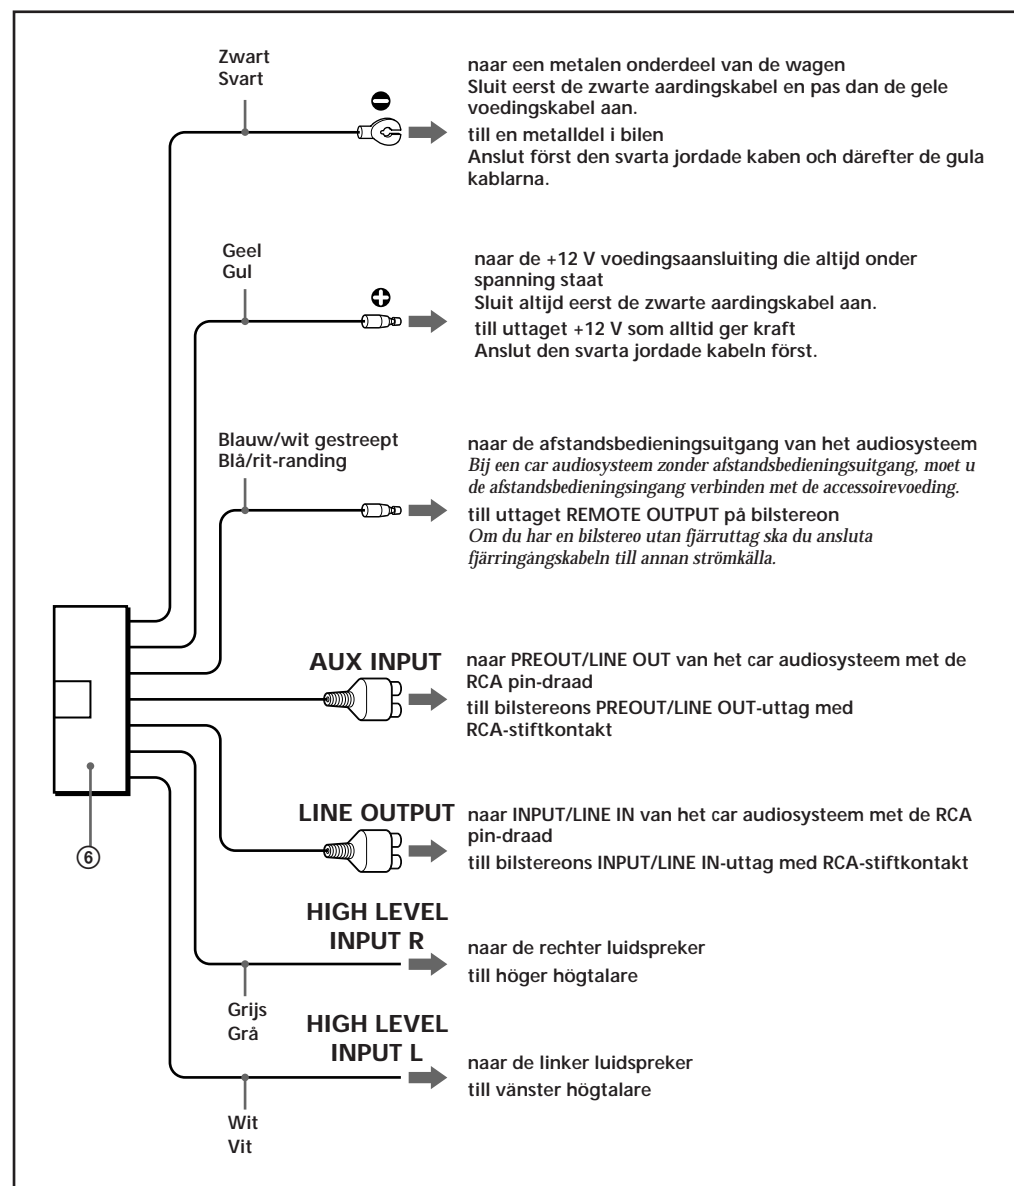 Zwart
Svart
naar een metalen onderdeel van de wagen
Sluit eerst de zwarte aardingskabel en pas dan de gele
voedingskabel aan.
till en metalldel i bilen
Anslut först den svarta jordade kaben och därefter de gula
kablarna.
Geel
Gul
naar de +12 V voedingsaansluiting die altijd onder
spanning staat
Sluit altijd eerst de zwarte aardingskabel aan.
till uttaget +12 V som alltid ger kraft
Anslut den svarta jordade kabeln först.
Blauw/wit gestreept
Blå/rit-randing
naar de afstandsbedieningsuitgang van het audiosysteem
Bij een car audiosysteem zonder afstandsbedieningsuitgang, moet u
de afstandsbedieningsingang verbinden met de accessoirevoeding.
till uttaget REMOTE OUTPUT på bilstereon
Om du har en bilstereo utan fjärruttag ska du ansluta
fjärringångskabeln till annan strömkälla.
AUX INPUT
naar PREOUT/LINE OUT van het car audiosysteem met de
RCA pin-draad
till bilstereons PREOUT/LINE OUT-uttag med
RCA-stiftkontakt
LINE OUTPUT
naar INPUT/LINE IN van het car audiosysteem met de RCA
pin-draad
till bilstereons INPUT/LINE IN-uttag med RCA-stiftkontakt
⑥
HIGH LEVEL
INPUT R
naar de rechter luidspreker
till höger högtalare
Grijs
Grå
HIGH LEVEL
INPUT L
naar de linker luidspreker
till vänster högtalare
Wit
Vit